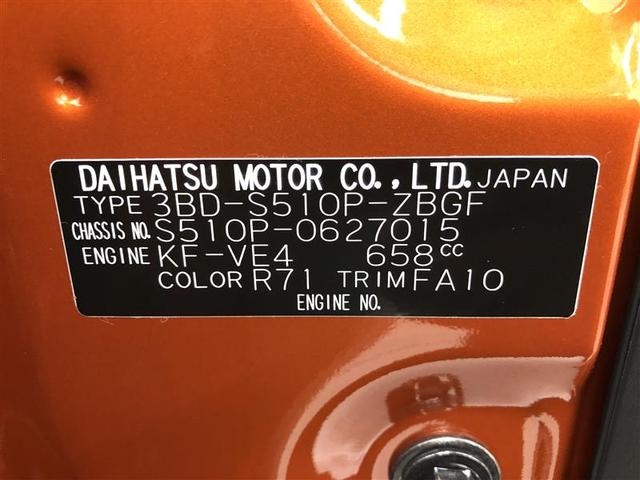 DAIHATSU MOTOR CO.,LTD. JAPAN
TYPE 3BD-S510P-ZBGF
CHASSIS NO. S510P-0627015
ENGINE KF-VE4 658cc
COLOR R71 TRIM FA10
ENGINE NO.